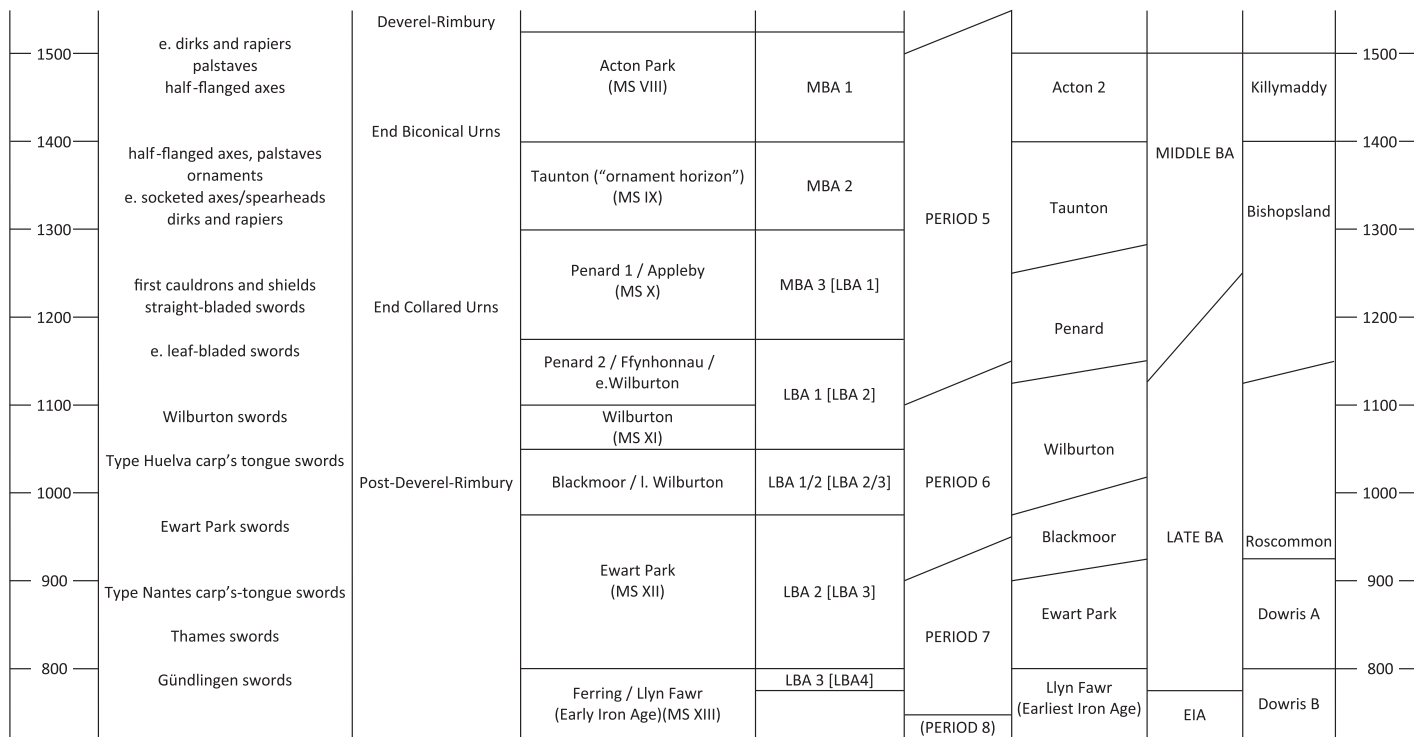 Deverel-Rimbury
e. dirks and rapiers
1500
palstaves
half-flanged axes
Acton Park
(MS VIII)
MBA 1
Acton 2
Killymaddy
1500
End Biconical Urns
1400
1400
half-flanged axes, palstaves
ornaments
e. socketed axes/spearheads
dirks and rapiers
Taunton (“ornament horizon”)
(MS IX)
MBA 2
PERIOD 5
Taunton
MIDDLE BA
Bishopsland
1300
1300
first cauldrons and shields
straight-bladed swords
End Collared Urns
Penard 1 / Appleby
(MS X)
MBA 3 [LBA 1]
Penard
1200
1200
e. leaf-bladed swords
Penard 2 / Ffynhonnau /
e.Wilburton
LBA 1 [LBA 2]
1100
1100
Wilburton swords
Wilburton
(MS XI)
Type Huelva carp’s tongue swords
Wilburton
Post-Deverel-Rimbury
Blackmoor / l. Wilburton
LBA 1/2 [LBA 2/3]
PERIOD 6
1000
1000
Ewart Park swords
Blackmoor
LATE BA
Roscommon
Ewart Park
(MS XII)
LBA 2 [LBA 3]
900
900
Type Nantes carp’s-tongue swords
Ewart Park
Dowris A
Thames swords
PERIOD 7
800
800
Gündlingen swords
LBA 3 [LBA4]
Ferring / Llyn Fawr
(Early Iron Age)(MS XIII)
Llyn Fawr
(Earliest Iron Age)
EIA
Dowris B
(PERIOD 8)